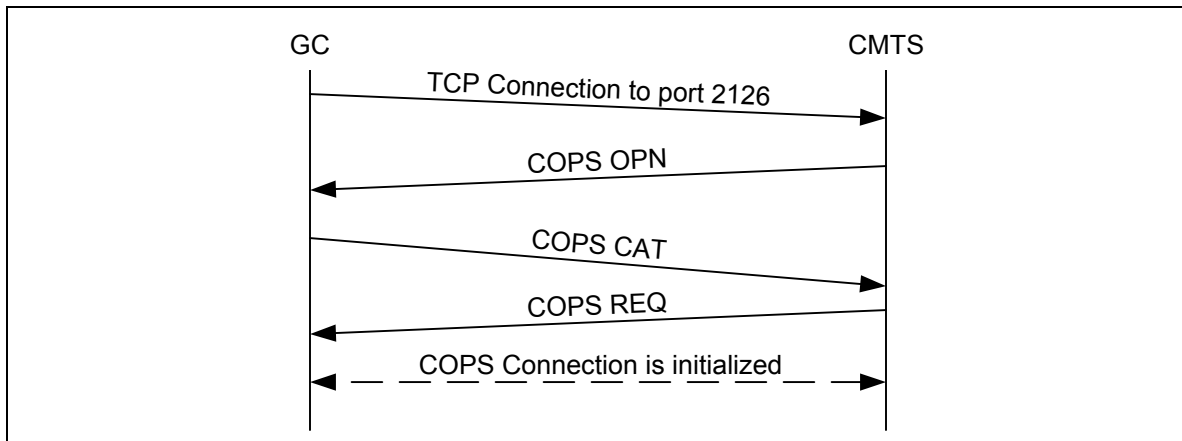 GC
CMTS
TCP Connection to port 2126
COPS OPN
COPS CAT
COPS REQ
COPS Connection is initialized